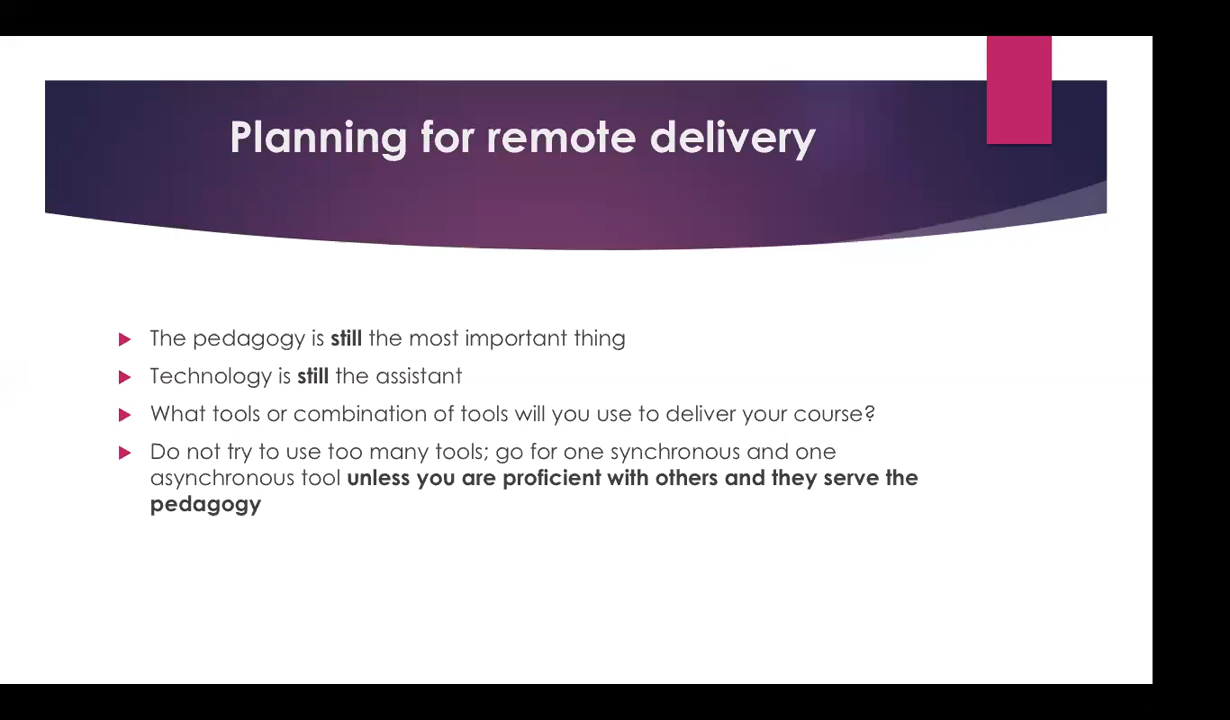 Planning for remote delivery
The pedagogy is still the most important thing
Technology is still the assistant
What tools or combination of tools will you use to deliver your course?
Do not try to use too many tools; go for one synchronous and one
asynchronous tool unless you are proficient with others and they serve the
pedagogy